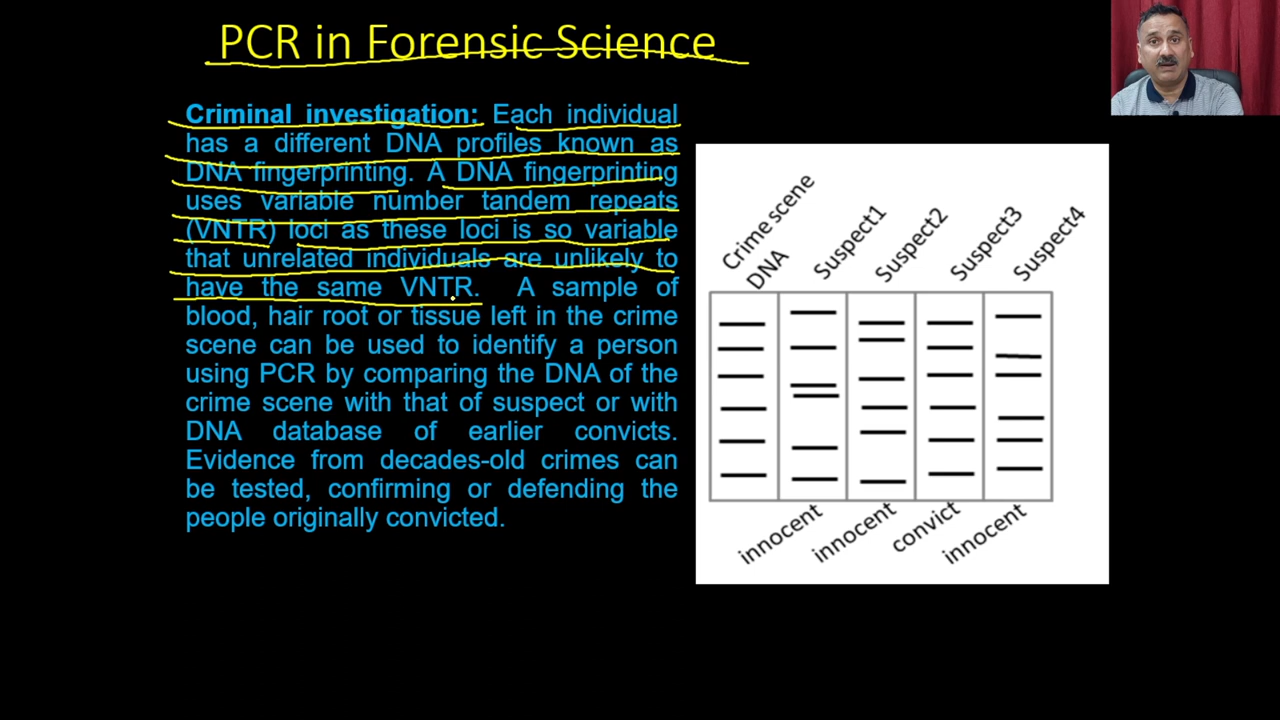 PCR in Forensic Science
Criminal investigation: Each individual
has a different DNA profiles known as
DNA fingerprinting. A DNA fingerprinting
uses variable number tandem repeats
(VNTR) loci as these loci is so variable
that unrelated individuals are unlikely to
have the same VNTR. A sample of
blood, hair root or tissue left in the crime
scene can be used to identify a person
using PCR by comparing the DNA of the
crime scene with that of suspect or with
DNA database of earlier convicts.
Evidence from decades-old crimes can
be tested, confirming or defending the
people originally convicted.
Crime scene
DNA
Suspect1
Suspect2
Suspect3
Suspect4
innocent
innocent
convict
innocent